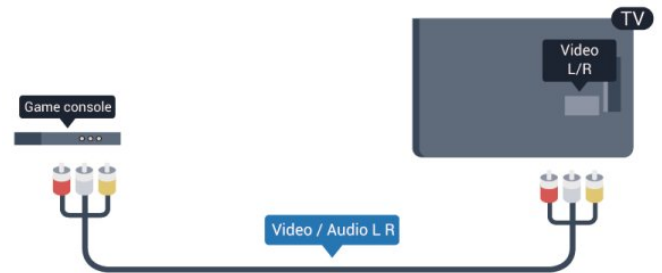 TV
Video
L/R
Game console
Video / Audio L R